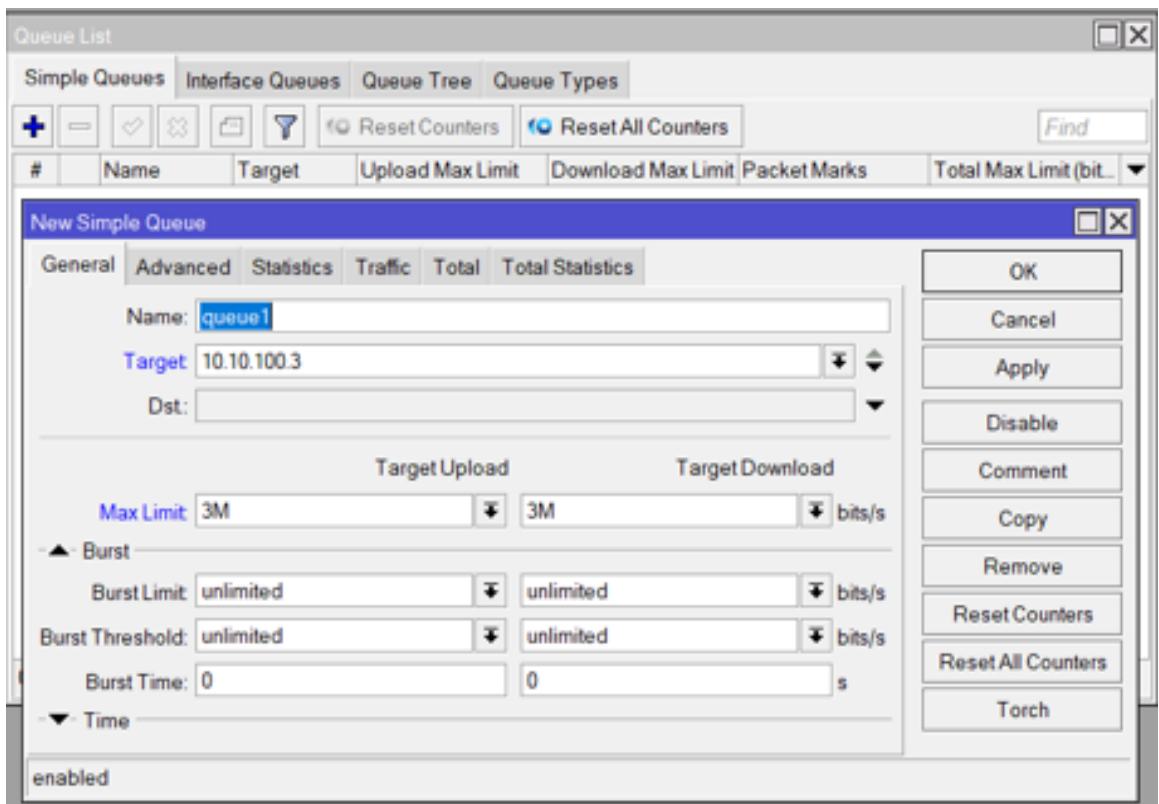 Queue List
Simple Queues Interface Queues Queue Tree Queue Types
Reset Counters Reset All Counters Find
# Name Target Upload Max Limit Download Max Limit Packet Marks Total Max Limit (bit...
New Simple Queue
General Advanced Statistics Traffic Total Total Statistics
OK
Name: queue1
Cancel
Target: 10.10.100.3
Apply
Dst.:
Disable
Target Upload Target Download
Comment
Max Limit: 3M 3M bits/s
Copy
Burst
Remove
Burst Limit: unlimited unlimited bits/s
Reset Counters
Burst Threshold: unlimited unlimited bits/s
Reset All Counters
Burst Time: 0 0 s
Torch
Time
enabled